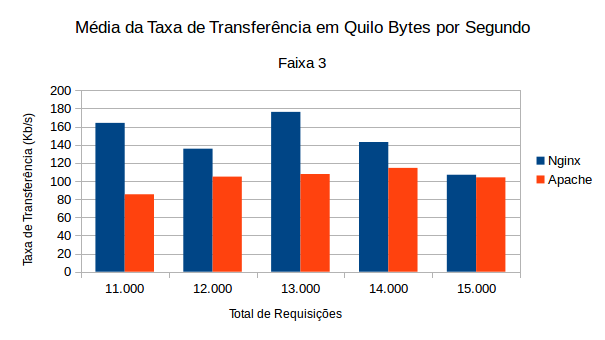 Média da Taxa de Transferência em Quilo Bytes por Segundo
Faixa 3
Taxa de Transferência (Kb/s)
200
180
160
140
120
100
80
60
40
20
0
11.000 12.000 13.000 14.000 15.000
Total de Requisições
Nginx
Apache